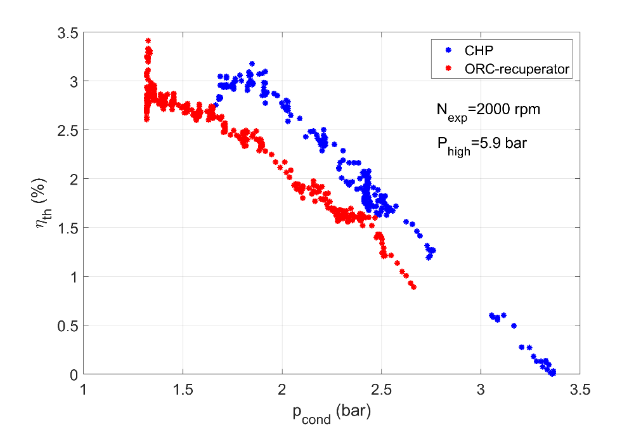 3.5
3
2.5
2
1.5
1
0.5
0
η_th (%)
CHP
ORC-recuperator
N_exp=2000 rpm
P_high=5.9 bar
1
1.5
2
2.5
3
3.5
p_cond (bar)